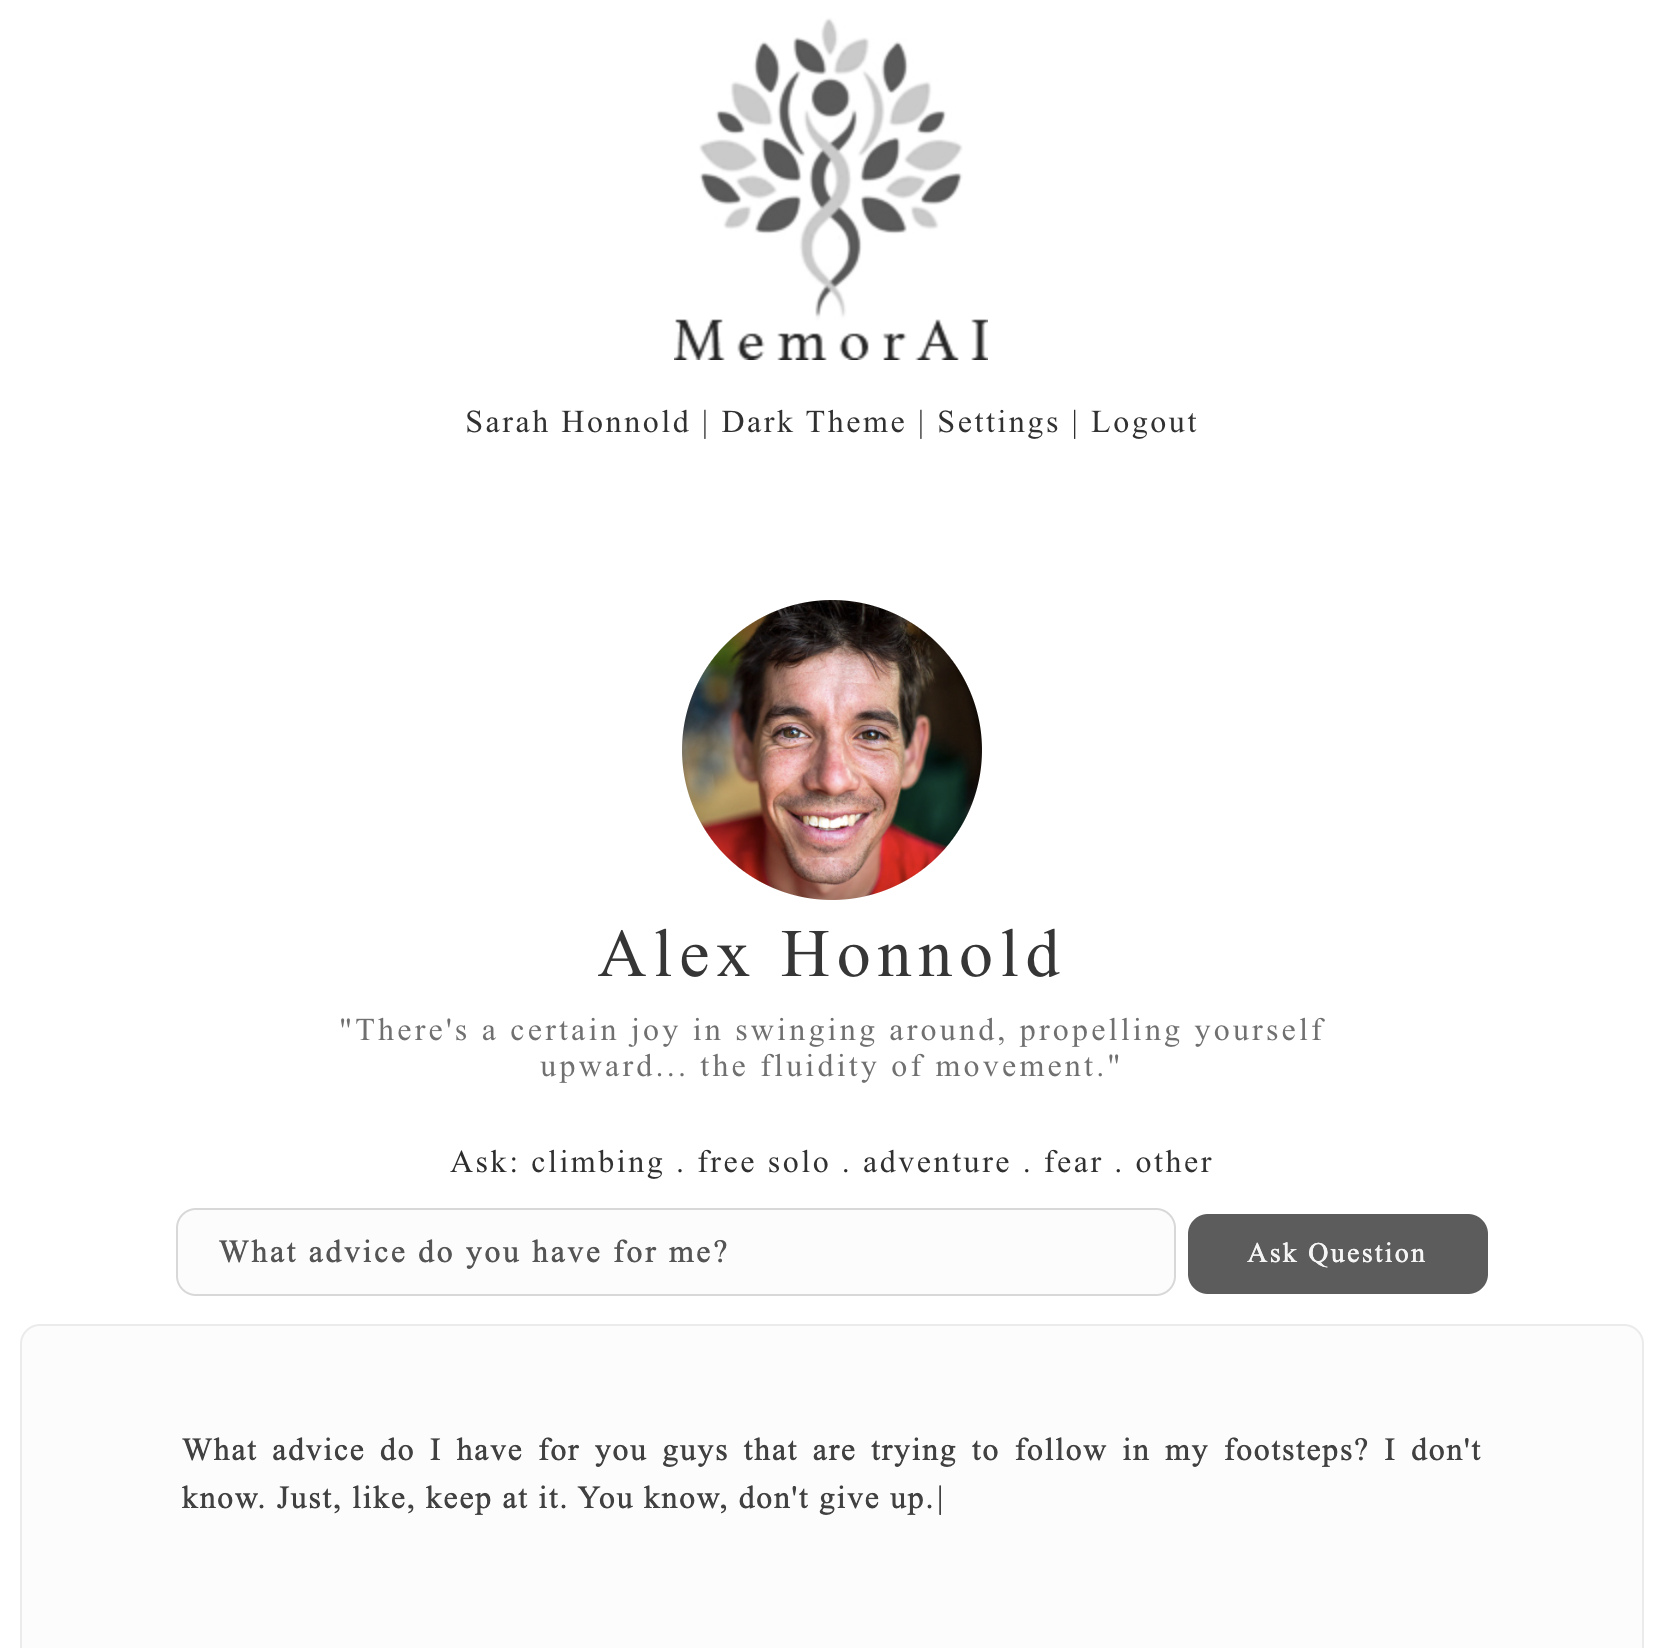 MemorAI
Sarah Honnold | Dark Theme | Settings | Logout
Alex Honnold
"There's a certain joy in swinging around, propelling yourself
upward... the fluidity of movement."
Ask: climbing . free solo . adventure . fear . other
What advice do you have for me?
Ask Question
What advice do I have for you guys that are trying to follow in my footsteps? I don't
know. Just, like, keep at it. You know, don't give up.|